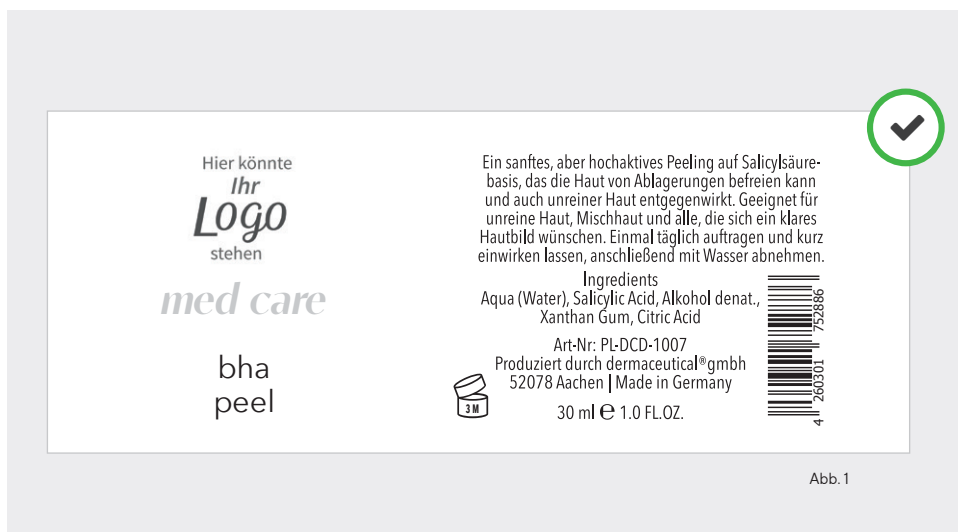 Hier könnte
Ihr
Logo
stehen
med care
bha
peel
Ein sanftes, aber hochaktives Peeling auf Salicylsäure-
basis, das die Haut von Ablagerungen befreien kann
und auch unreiner Haut entgegenwirkt. Geeignet für
unreine Haut, Mischhaut und alle, die sich ein klares
Hautbild wünschen. Einmal täglich auftragen und kurz
einwirken lassen, anschließend mit Wasser abnehmen.
Ingredients
Aqua (Water), Salicylic Acid, Alkohol denat.,
Xanthan Gum, Citric Acid
Art-Nr: PL-DCD-1007
Produziert durch dermaceutical®gmbh
52078 Aachen | Made in Germany
30 ml ℮ 1.0 FL.OZ.
3 M
4 260301 752886
Abb. 1